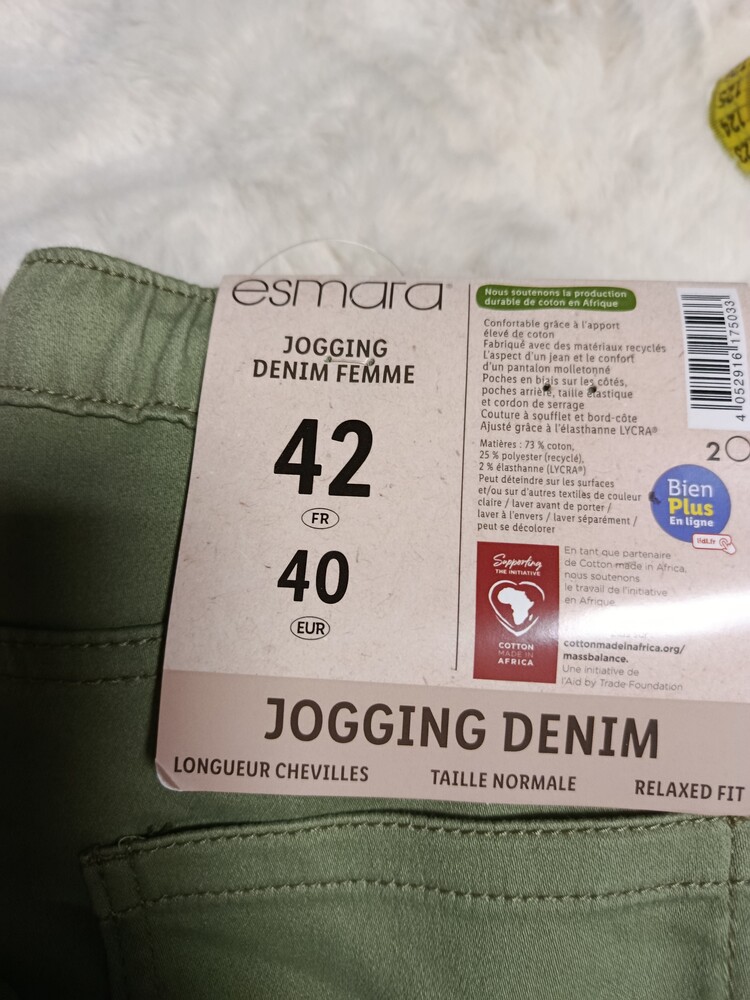 esmara®
JOGGING
DENIM FEMME
42
FR
40
EUR
Nous soutenons la production
durable de coton en Afrique
Confortable grâce à l'apport
élevé de coton
Fabriqué avec des matériaux recyclés
L'aspect d'un jean et le confort
d'un pantalon molletonné
Poches en biais sur les côtés,
poches arrière, taille élastique
et cordon de serrage
Couture à soufflet et bord-côte
Ajusté grâce à l'élasthanne LYCRA®
Matières : 73 % coton,
25 % polyester (recyclé),
2 % élasthanne (LYCRA®)
Peut déteindre sur les surfaces
et/ou sur d'autres textiles de couleur
claire / laver avant de porter /
laver à l'envers / laver séparément /
peut se décolorer
4 052916 175033
Bien
Plus
En ligne
lidl.fr
Supporting
THE INITIATIVE
COTTON
MADE IN
AFRICA
En tant que partenaire
de Cotton made in Africa,
nous soutenons
le travail de l'initiative
en Afrique.
cottonmadeinafrica.org/
massbalance.
Une initiative de
l'Aid by Trade Foundation
JOGGING DENIM
LONGUEUR CHEVILLES
TAILLE NORMALE
RELAXED FIT
125
124